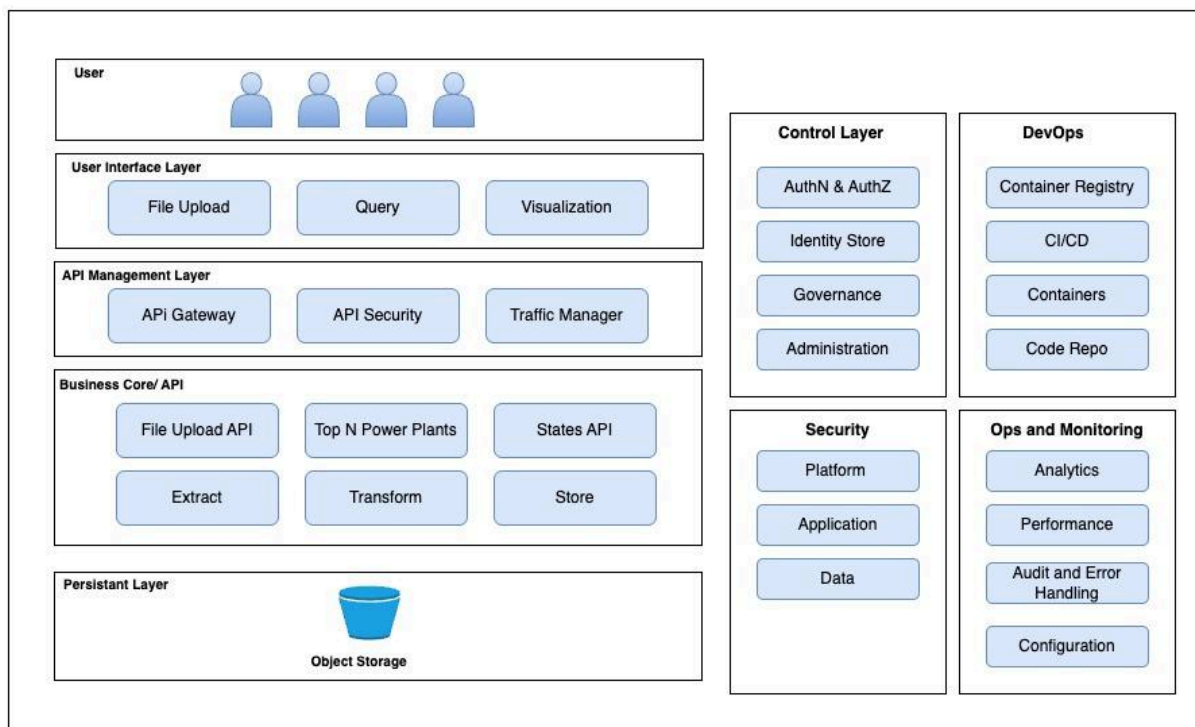 User
User Interface Layer
File Upload
Query
Visualization
API Management Layer
APi Gateway
API Security
Traffic Manager
Business Core/ API
File Upload API
Top N Power Plants
States API
Extract
Transform
Store
Persistant Layer
Object Storage
Control Layer
AuthN & AuthZ
Identity Store
Governance
Administration
DevOps
Container Registry
CI/CD
Containers
Code Repo
Security
Platform
Application
Data
Ops and Monitoring
Analytics
Performance
Audit and Error
Handling
Configuration